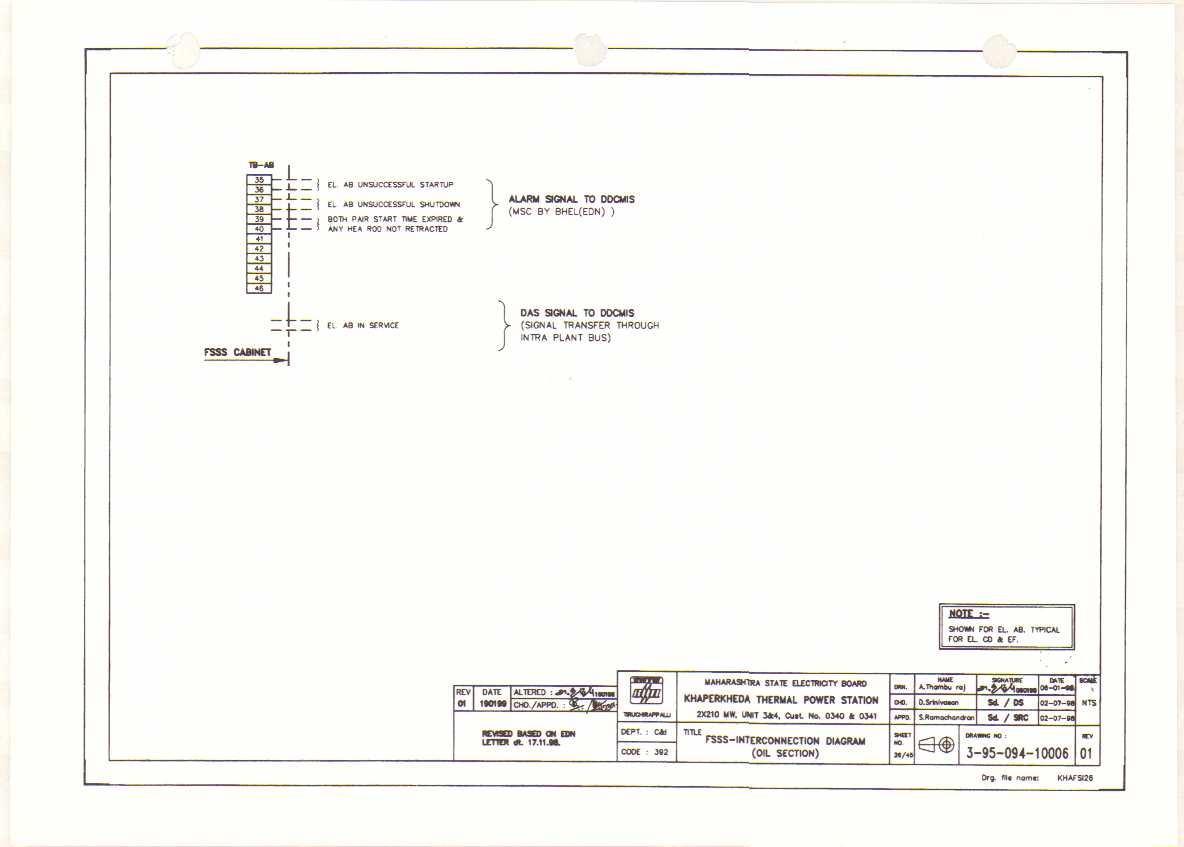 TB-AB
35
36
37
38
39
40
41
42
43
44
45
46
EL. AB UNSUCCESSFUL STARTUP
EL. AB UNSUCCESSFUL SHUTDOWN
BOTH PAIR START TIME EXPIRED &
ANY HEA ROD NOT RETRACTED
ALARM SIGNAL TO DDCMIS
(MSC BY BHEL(EDN) )
EL. AB IN SERVICE
DAS SIGNAL TO DDCMIS
(SIGNAL TRANSFER THROUGH
INTRA PLANT BUS)
FSSS CABINET
NOTE :-
SHOWN FOR EL. AB. TYPICAL
FOR EL. CD & EF.
REV DATE ALTERED : 190199
01 190199 CHD./APPD. :
REVISED BASED ON EDN
LETTER dt. 17.11.98.
TIRUCHIRAPPALLI
DEPT. : C&I
CODE : 392
MAHARASHTRA STATE ELECTRICITY BOARD
KHAPERKHEDA THERMAL POWER STATION
2X210 MW, UNIT 3&4, Cust. No. 0340 & 0341
TITLE
FSSS-INTERCONNECTION DIAGRAM
(OIL SECTION)
NAME SIGNATURE DATE SCALE
DRN. A.Thambu raj 06-01-98
CHD. D.Srinivasan Sd. / DS 02-07-98 NTS
APPD. S.Ramachandran Sd. / SRC 02-07-98
SHEET NO.
DRAWING NO :
REV
3-95-094-10006
01
Drg. file name: KHAFSI26